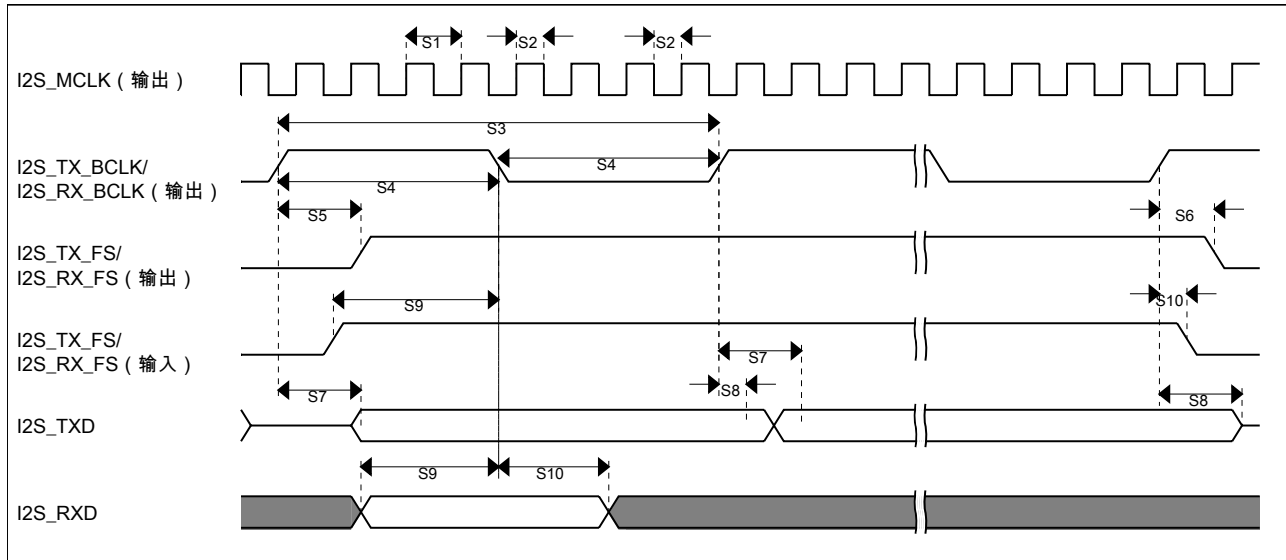 S1
S2
S2
I2S_MCLK（输出）
S3
I2S_TX_BCLK/
I2S_RX_BCLK（输出）
S4
S4
S5
S6
I2S_TX_FS/
I2S_RX_FS（输出）
S9
S10
I2S_TX_FS/
I2S_RX_FS（输入）
S7
S7
S8
S8
I2S_TXD
S9
S10
I2S_RXD